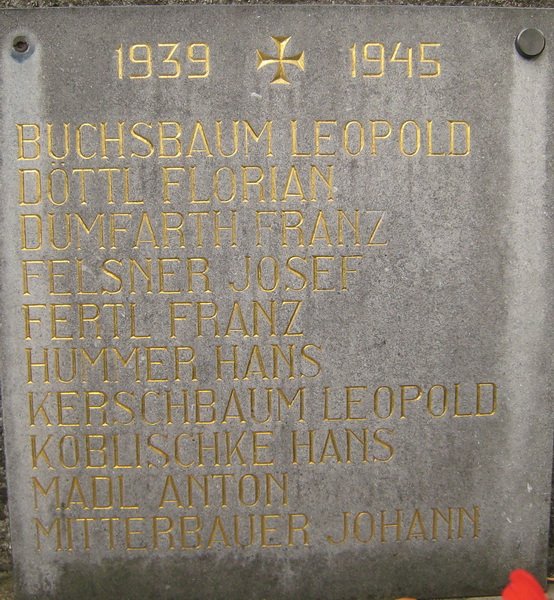 1939 ✠ 1945
BUCHSBAUM LEOPOLD
DÖTTL FLORIAN
DUMFARTH FRANZ
FELSNER JOSEF
FERTL FRANZ
HUMMER HANS
KERSCHBAUM LEOPOLD
KOBLISCHKE HANS
MADL ANTON
MITTERBAUER JOHANN